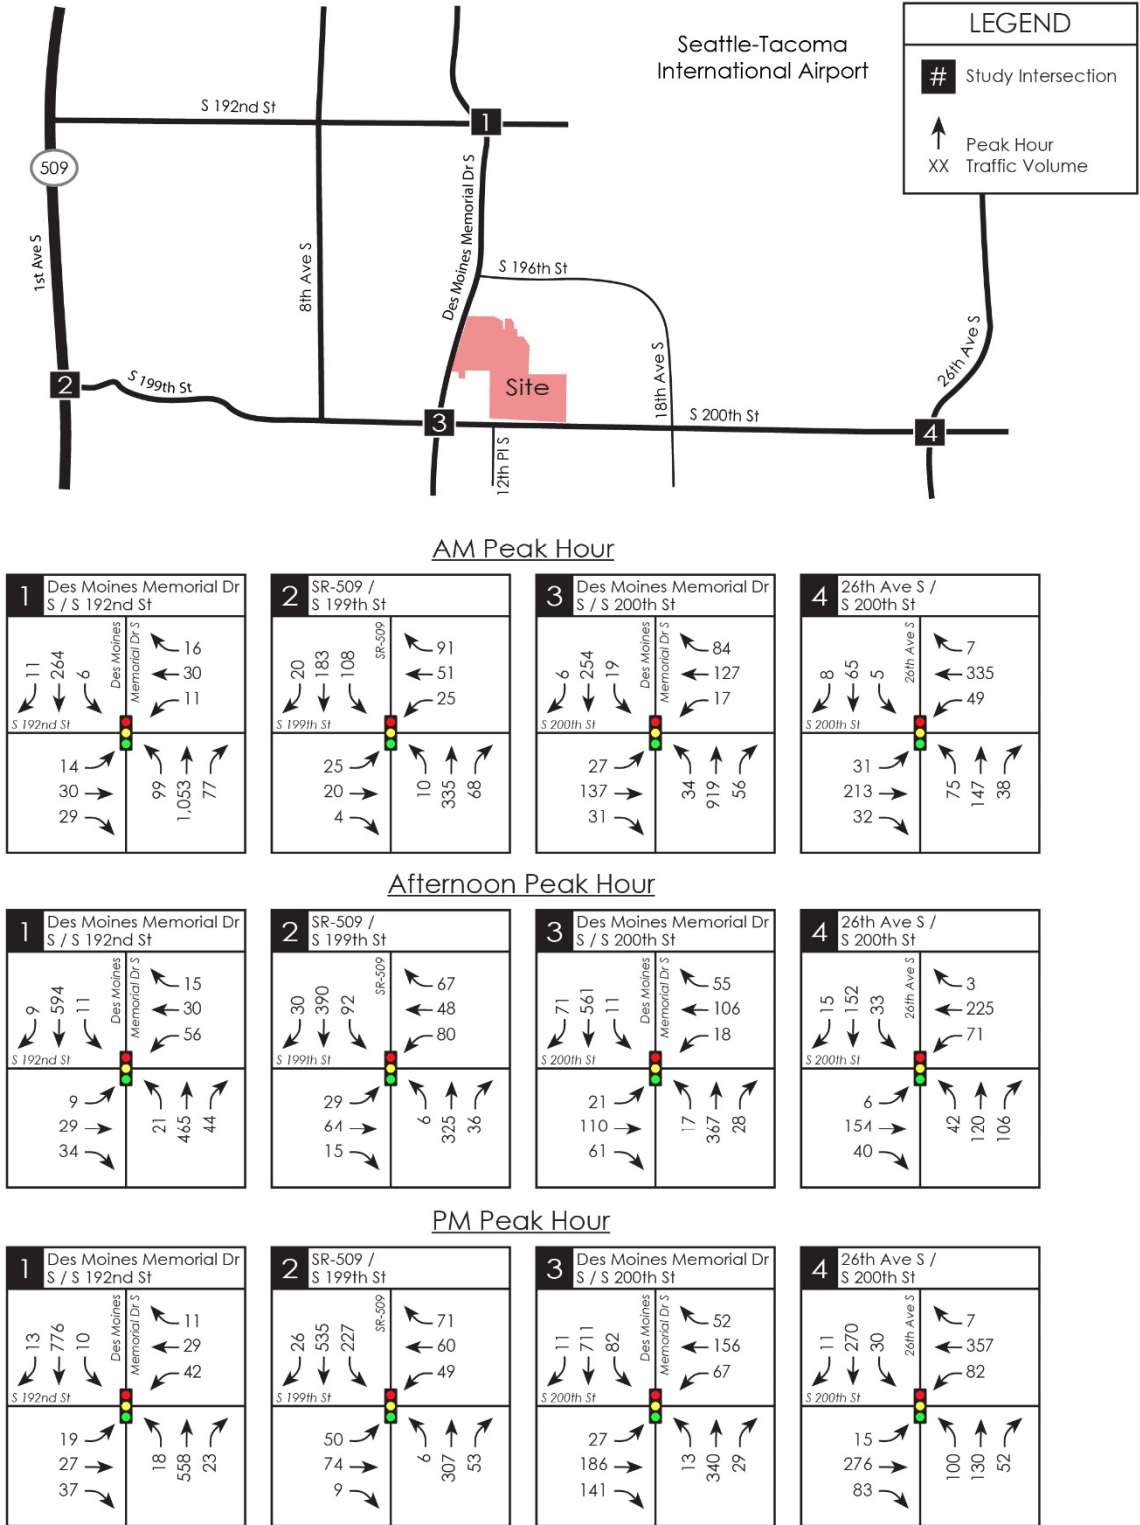 Seattle-Tacoma
International Airport
LEGEND
# Study Intersection
Peak Hour
XX Traffic Volume
S 192nd St
1
509
1st Ave S
8th Ave S
Des Moines Memorial Dr S
S 196th St
18th Ave S
26th Ave S
2
S 199th St
Site
3
S 200th St
4
12th Pl S
AM Peak Hour
1 Des Moines Memorial Dr
S / S 192nd St
Des Moines
Memorial Dr S
11 264 6
16
30
11
S 192nd St
14
30
29
99 1,053 77
2 SR-509 /
S 199th St
SR-509
20 183 108
91
51
25
S 199th St
25
20
4
10 335 68
3 Des Moines Memorial Dr
S / S 200th St
Des Moines
Memorial Dr S
6 254 19
84
127
17
S 200th St
27
137
31
34 919 56
4 26th Ave S /
S 200th St
26th Ave S
8 65 5
7
335
49
S 200th St
31
213
32
75 147 38
Afternoon Peak Hour
1 Des Moines Memorial Dr
S / S 192nd St
Des Moines
Memorial Dr S
9 594 11
15
30
56
S 192nd St
9
29
34
21 465 44
2 SR-509 /
S 199th St
SR-509
30 390 92
67
48
80
S 199th St
29
64
15
6 325 36
3 Des Moines Memorial Dr
S / S 200th St
Des Moines
Memorial Dr S
71 561 11
55
106
18
S 200th St
21
110
61
17 367 28
4 26th Ave S /
S 200th St
26th Ave S
15 152 33
3
225
71
S 200th St
6
154
40
42 120 106
PM Peak Hour
1 Des Moines Memorial Dr
S / S 192nd St
Des Moines
Memorial Dr S
13 776 10
11
29
42
S 192nd St
19
27
37
18 558 23
2 SR-509 /
S 199th St
SR-509
26 535 227
71
60
49
S 199th St
50
74
9
6 307 53
3 Des Moines Memorial Dr
S / S 200th St
Des Moines
Memorial Dr S
11 711 82
52
156
67
S 200th St
27
186
141
13 340 29
4 26th Ave S /
S 200th St
26th Ave S
11 270 30
7
357
82
S 200th St
15
276
83
100 130 52